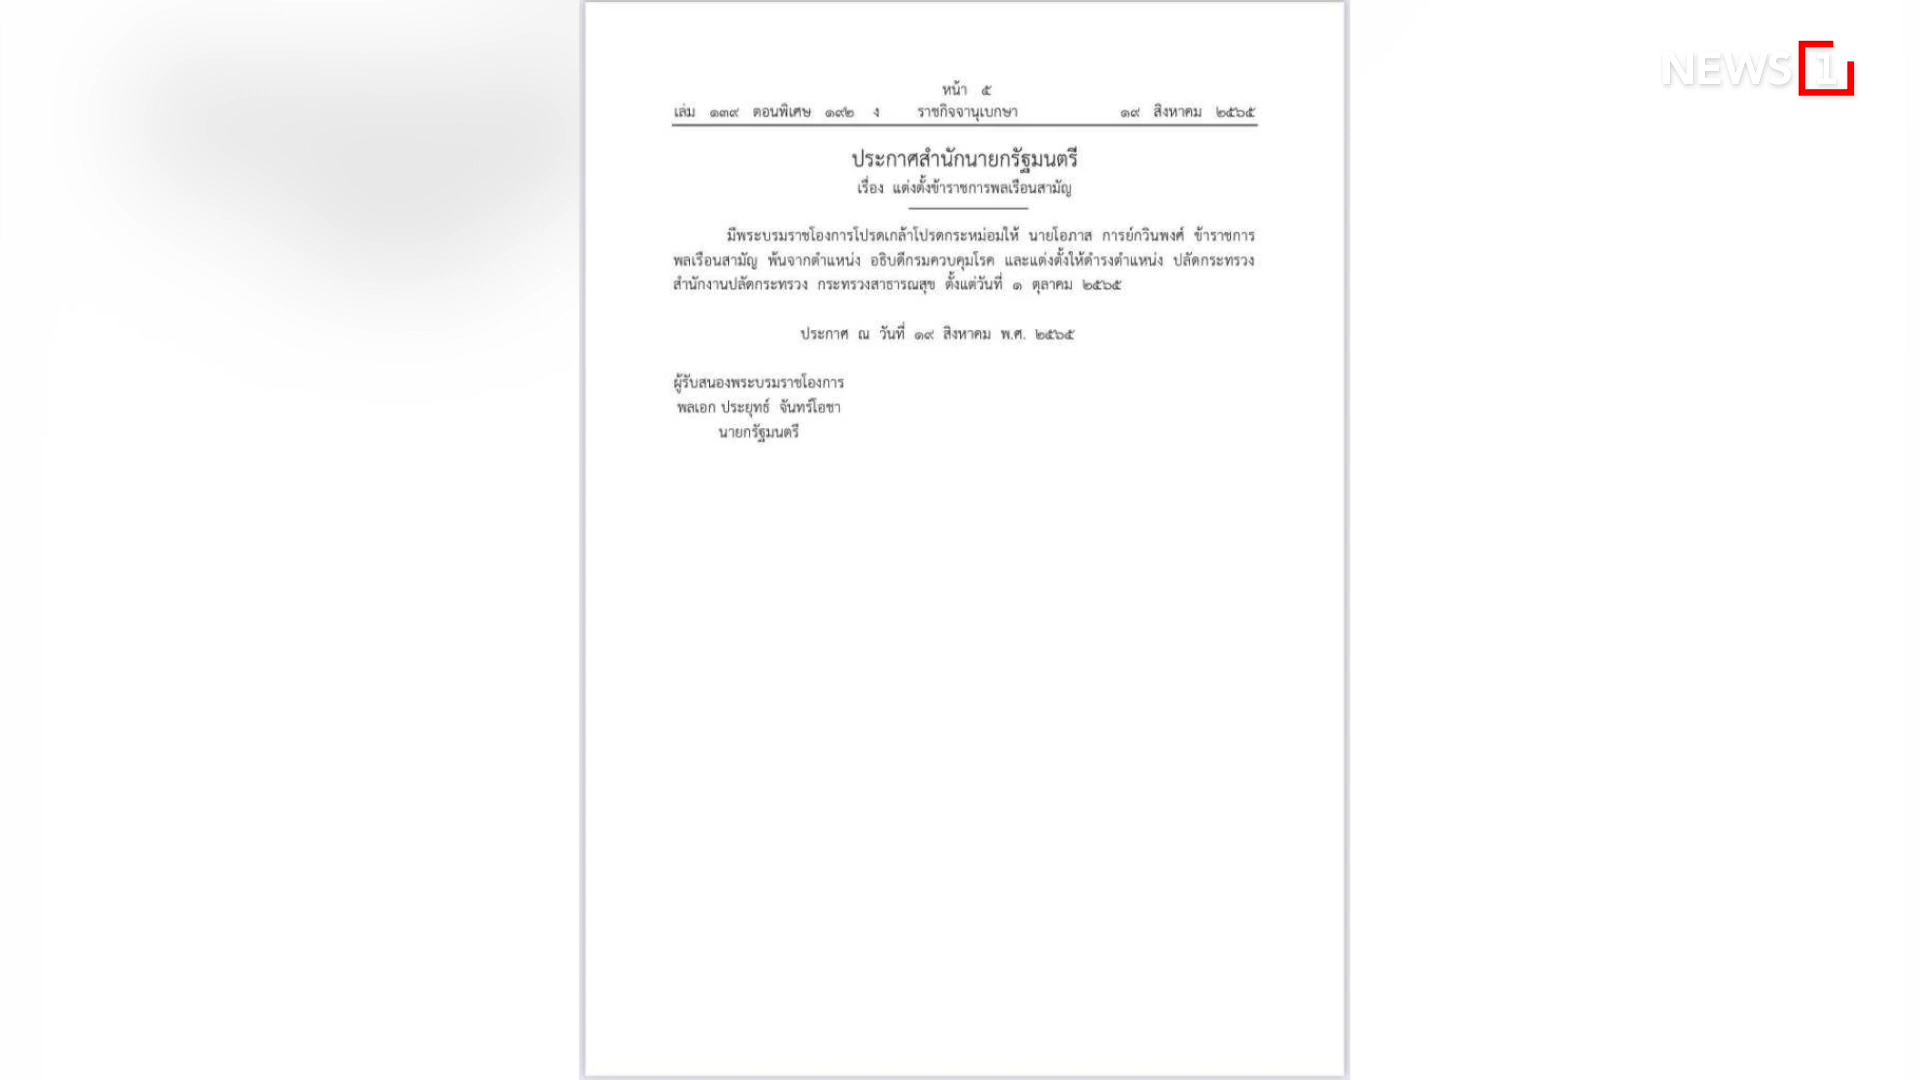 NEWS 1
หน้า ๕
เล่ม ๑๓๙ ตอนพิเศษ ๑๙๒ ง ราชกิจจานุเบกษา ๑๙ สิงหาคม ๒๕๖๕
ประกาศสำนักนายกรัฐมนตรี
เรื่อง แต่งตั้งข้าราชการพลเรือนสามัญ
มีพระบรมราชโองการโปรดเกล้าโปรดกระหม่อมให้ นายโอภาส การย์กวินพงศ์ ข้าราชการ
พลเรือนสามัญ พ้นจากตำแหน่ง อธิบดีกรมควบคุมโรค และแต่งตั้งให้ดำรงตำแหน่ง ปลัดกระทรวง
สำนักงานปลัดกระทรวง กระทรวงสาธารณสุข ตั้งแต่วันที่ ๑ ตุลาคม ๒๕๖๕
ประกาศ ณ วันที่ ๑๙ สิงหาคม พ.ศ. ๒๕๖๕
ผู้รับสนองพระบรมราชโองการ
พลเอก ประยุทธ์ จันทร์โอชา
นายกรัฐมนตรี